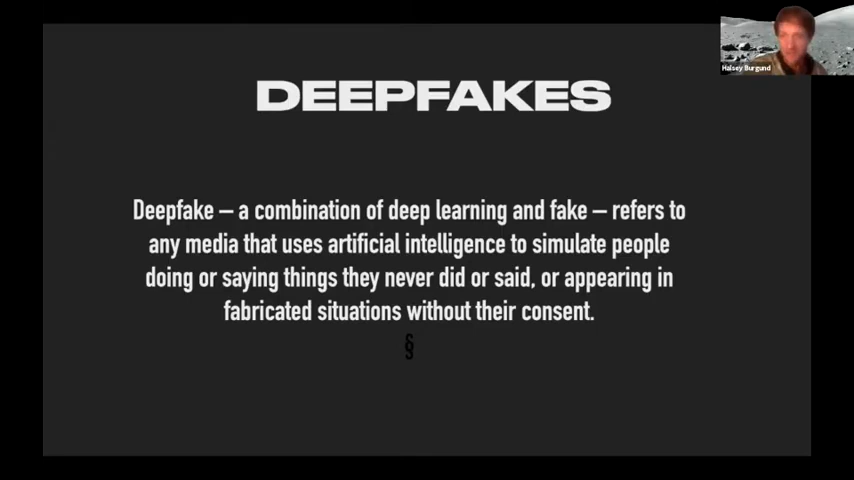 Halsey Burgund
DEEPFAKES
Deepfake – a combination of deep learning and fake – refers to
any media that uses artificial intelligence to simulate people
doing or saying things they never did or said, or appearing in
fabricated situations without their consent.
§